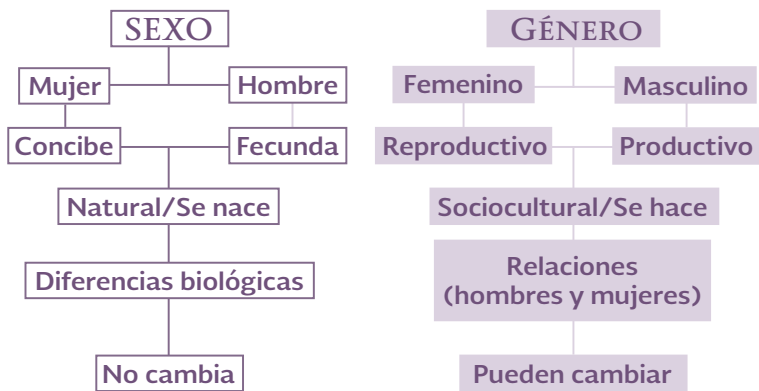 SEXO
Mujer
Hombre
Concibe
Fecunda
Natural/Se nace
Diferencias biológicas
No cambia
GÉNERO
Femenino
Masculino
Reproductivo
Productivo
Sociocultural/Se hace
Relaciones
(hombres y mujeres)
Pueden cambiar